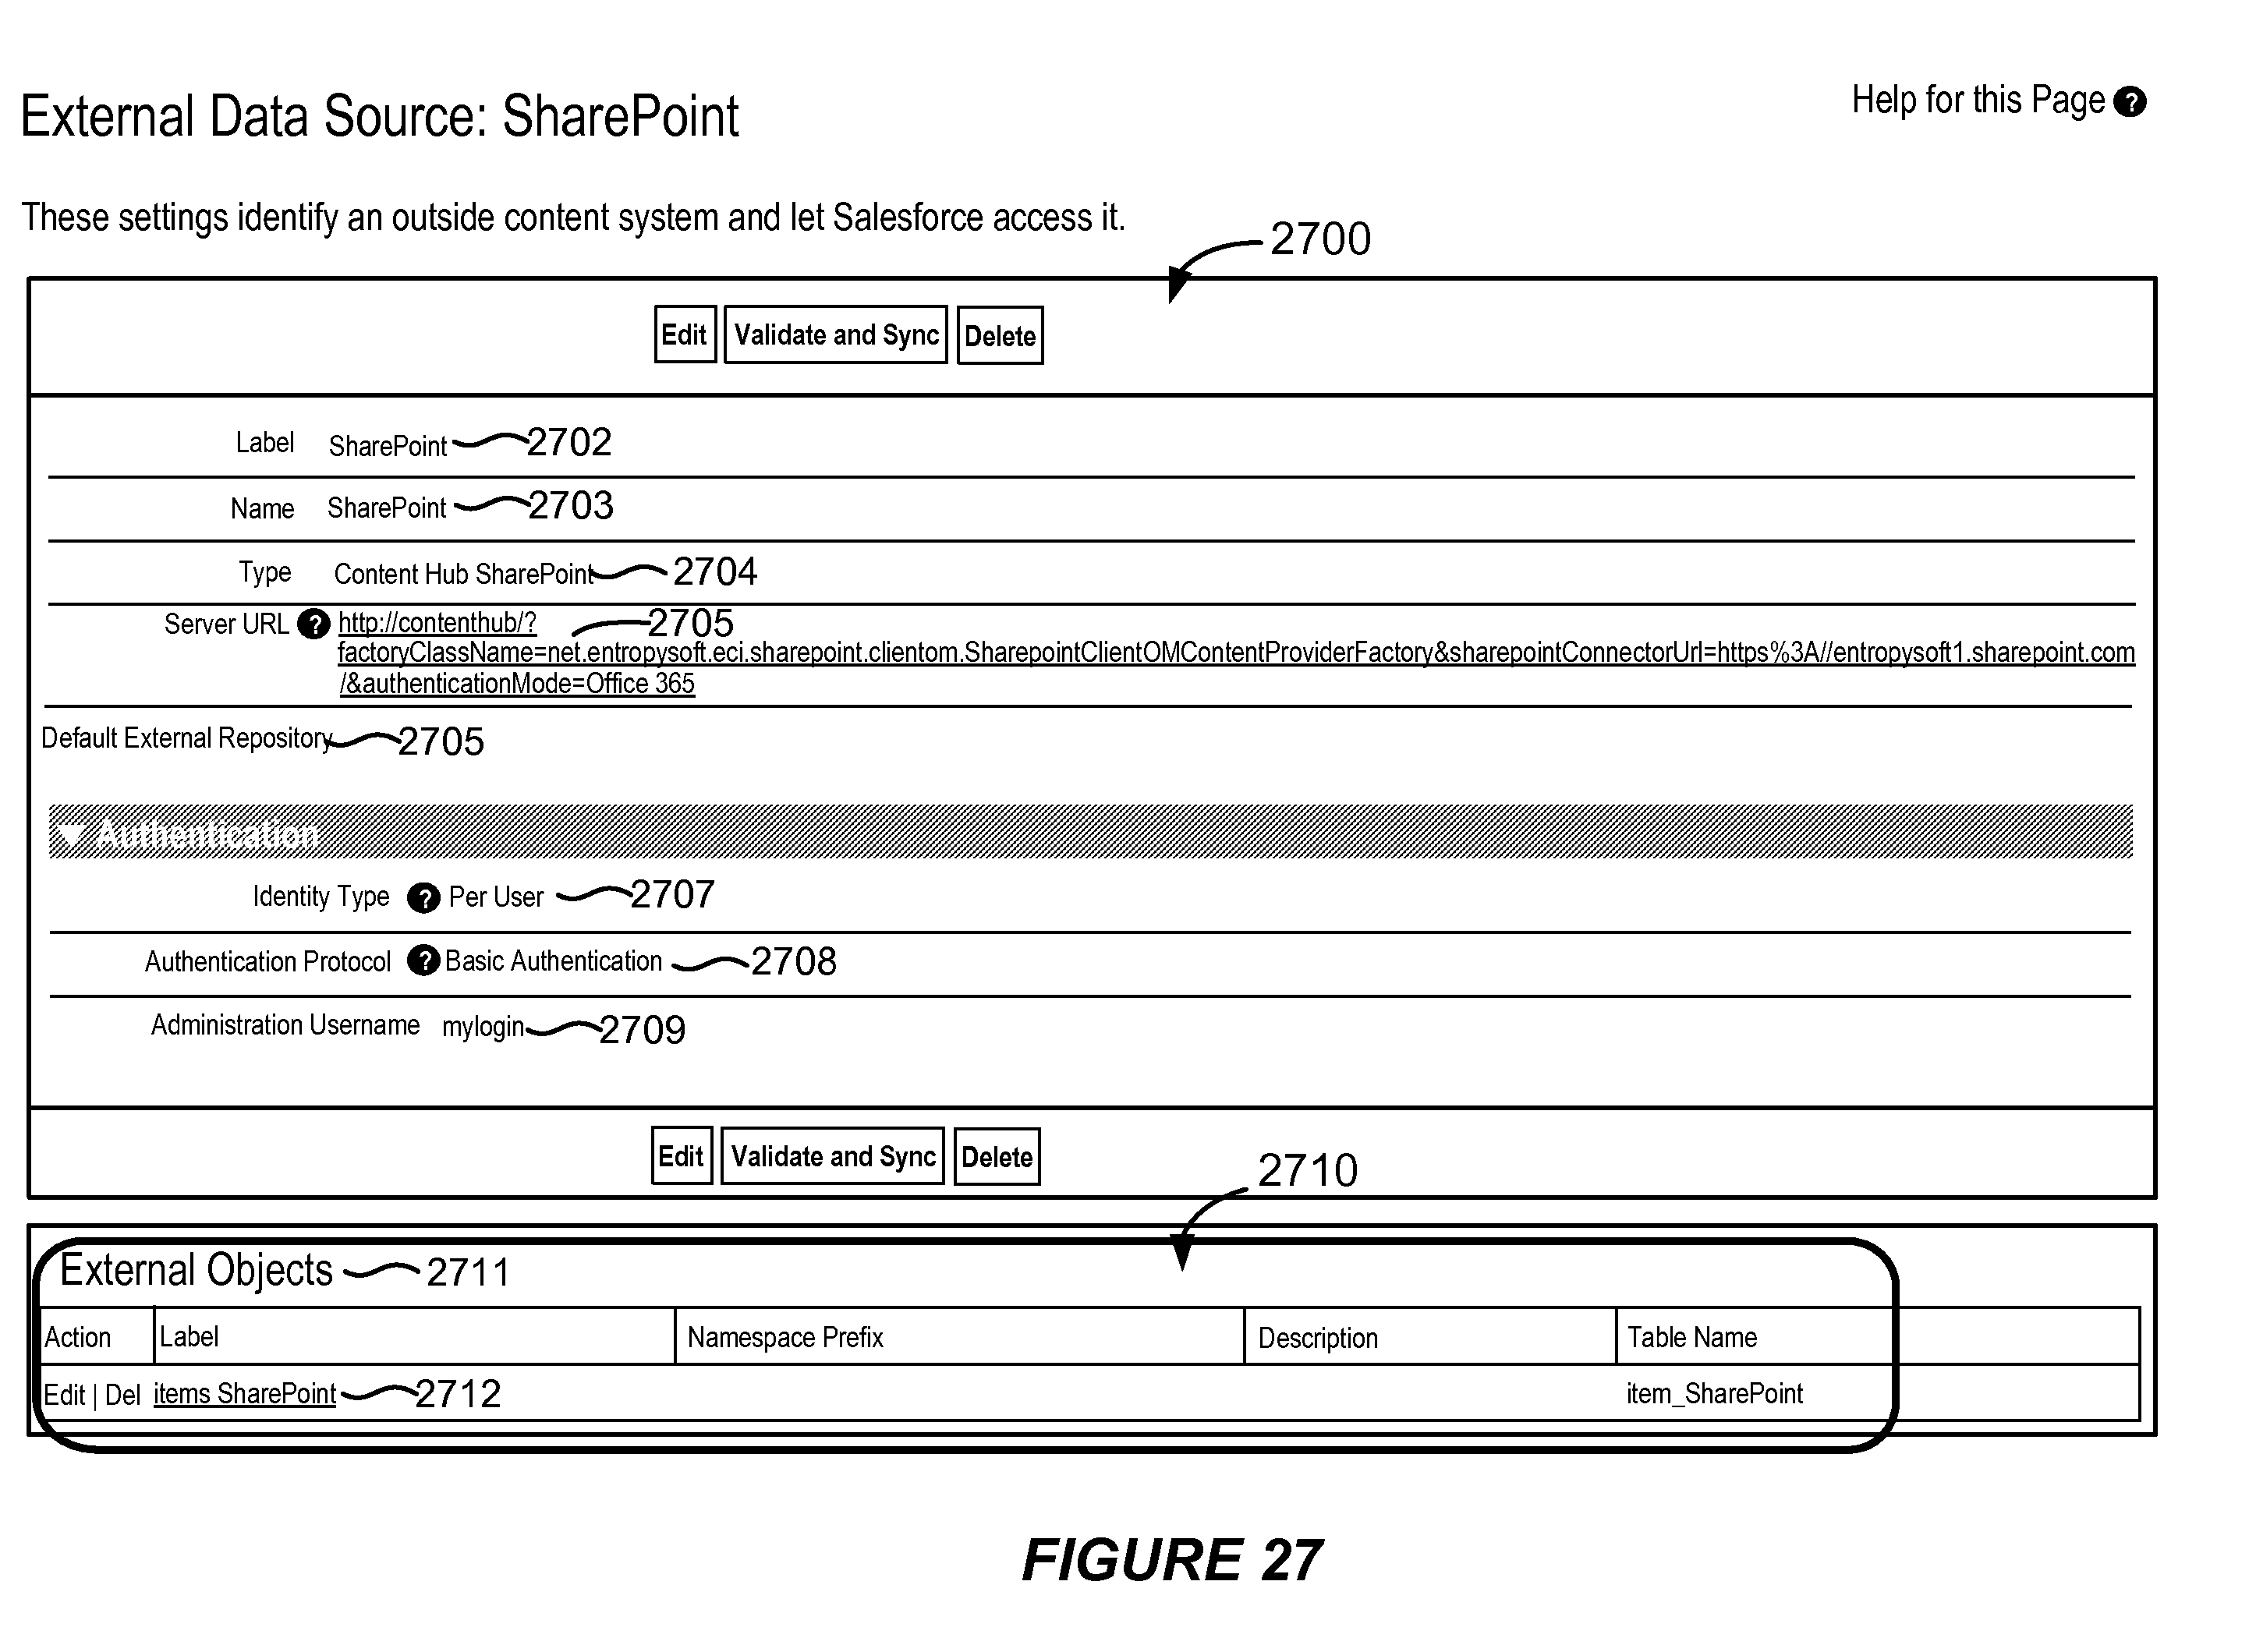 External Data Source: SharePoint
Help for this Page ?
These settings identify an outside content system and let Salesforce access it.
2700
Edit Validate and Sync Delete
Label SharePoint 2702
Name SharePoint 2703
Type Content Hub SharePoint 2704
Server URL ? http://contenthub/? 2705
factoryClassName=net.entropysoft.eci.sharepoint.clientom.SharepointClientOMContentProviderFactory&sharepointConnectorUrl=https%3A//entropysoft1.sharepoint.com
/&authenticationMode=Office 365
Default External Repository 2705
Authentication
Identity Type ? Per User 2707
Authentication Protocol ? Basic Authentication 2708
Administration Username mylogin 2709
Edit Validate and Sync Delete
2710
External Objects 2711
Action Label Namespace Prefix Description Table Name
Edit | Del items SharePoint 2712 item_SharePoint
FIGURE 27